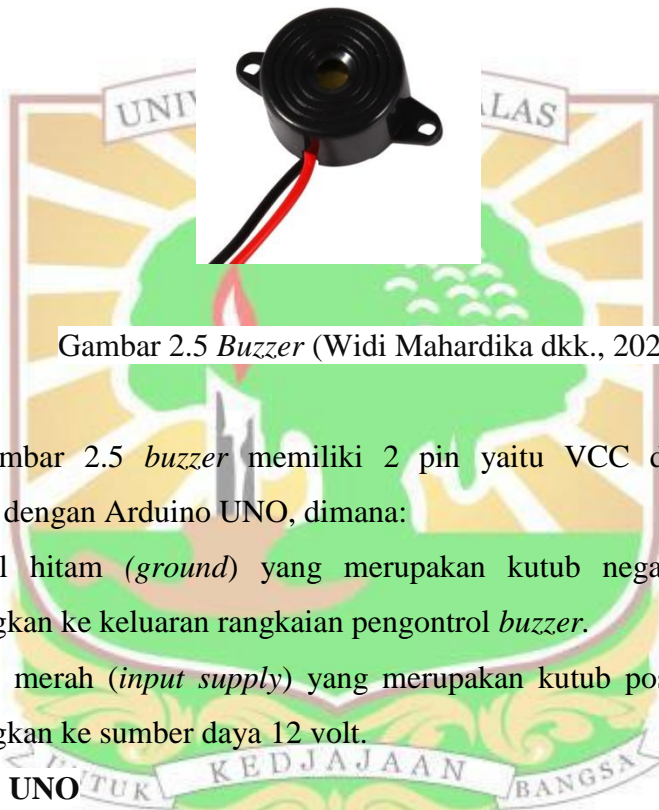 UNI
LAS
Gambar 2.5 Buzzer (Widi Mahardika dkk., 202
mbar 2.5 buzzer memiliki 2 pin yaitu VCC d
dengan Arduino UNO, dimana:
l hitam (ground) yang merupakan kutub nega
gkan ke keluaran rangkaian pengontrol buzzer.
merah (input supply) yang merupakan kutub pos
gkan ke sumber daya 12 volt.
UNTUK KEDJAJAAN BANGSA
UNO